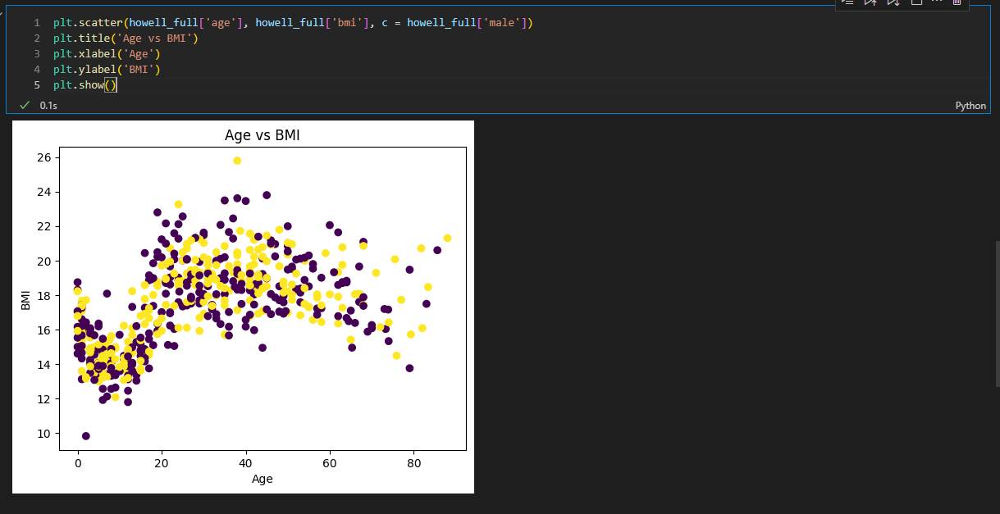 1 plt.scatter(howell_full['age'], howell_full['bmi'], c = howell_full['male'])
2 plt.title('Age vs BMI')
3 plt.xlabel('Age')
4 plt.ylabel('BMI')
5 plt.show()
0.1s
Python
Age vs BMI
26
24
22
20
18
16
14
12
10
BMI
0 20 40 60 80
Age